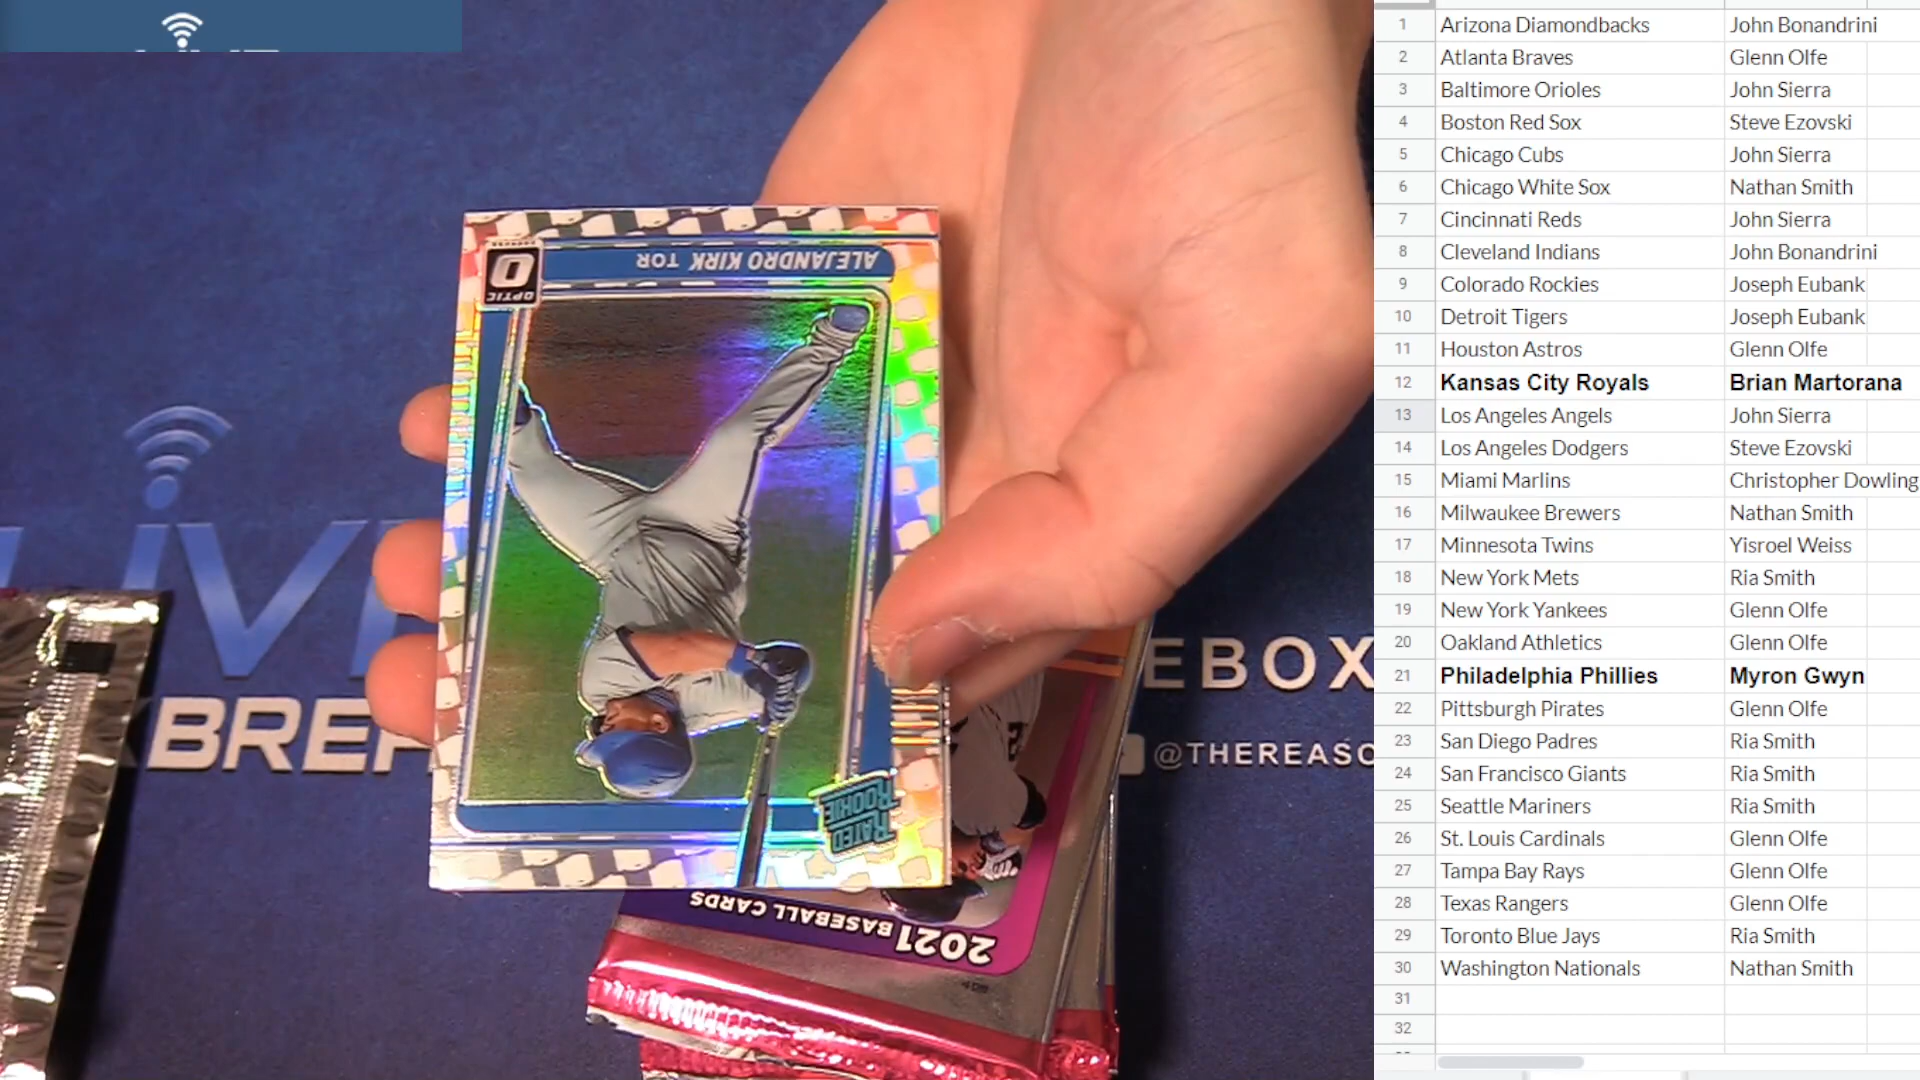 ALEJANDRO KIRK TOR
OPTIC
RATED
ROOKIE
2021 BASEBALL CARDS
LIVE
BREA
EBOX
@THEREASO
1 Arizona Diamondbacks John Bonandrini
2 Atlanta Braves Glenn Olfe
3 Baltimore Orioles John Sierra
4 Boston Red Sox Steve Ezovski
5 Chicago Cubs John Sierra
6 Chicago White Sox Nathan Smith
7 Cincinnati Reds John Sierra
8 Cleveland Indians John Bonandrini
9 Colorado Rockies Joseph Eubank
10 Detroit Tigers Joseph Eubank
11 Houston Astros Glenn Olfe
12 Kansas City Royals Brian Martorana
13 Los Angeles Angels John Sierra
14 Los Angeles Dodgers Steve Ezovski
15 Miami Marlins Christopher Dowling
16 Milwaukee Brewers Nathan Smith
17 Minnesota Twins Yisroel Weiss
18 New York Mets Ria Smith
19 New York Yankees Glenn Olfe
20 Oakland Athletics Glenn Olfe
21 Philadelphia Phillies Myron Gwyn
22 Pittsburgh Pirates Glenn Olfe
23 San Diego Padres Ria Smith
24 San Francisco Giants Ria Smith
25 Seattle Mariners Ria Smith
26 St. Louis Cardinals Glenn Olfe
27 Tampa Bay Rays Glenn Olfe
28 Texas Rangers Glenn Olfe
29 Toronto Blue Jays Ria Smith
30 Washington Nationals Nathan Smith
31
32